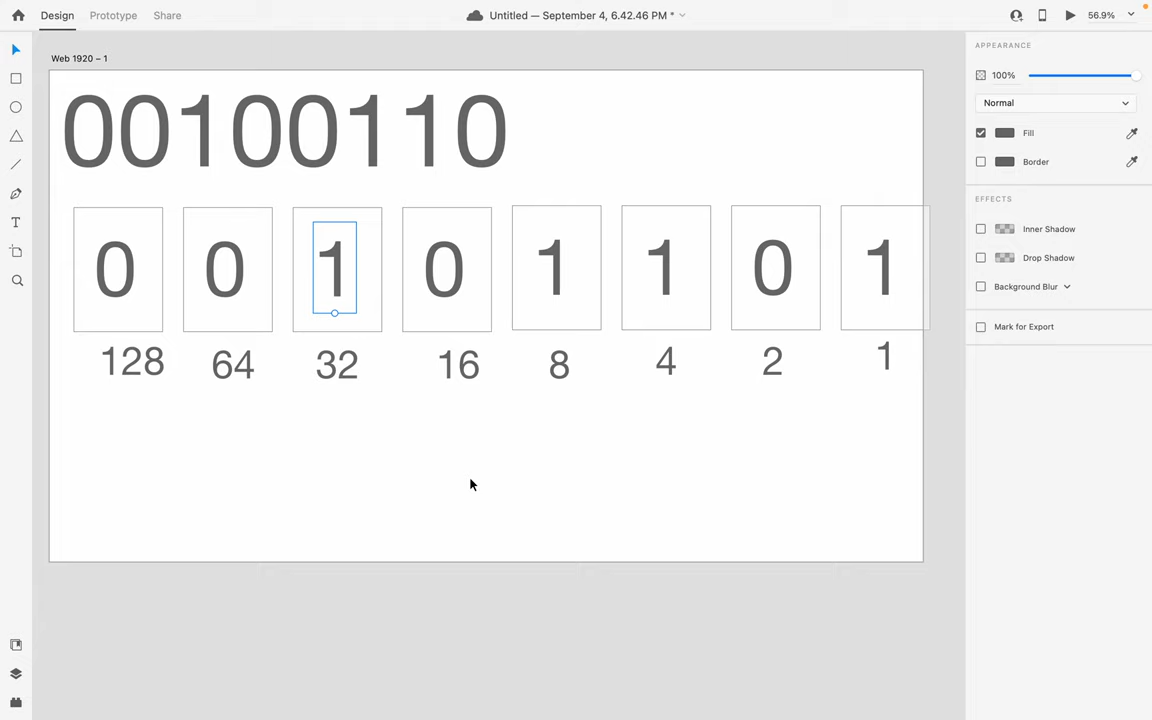 Design Prototype Share Untitled — September 4, 6.42.46 PM * 56.9%
Web 1920 – 1
00100110
0 0 1 0 1 1 0 1
128 64 32 16 8 4 2 1
APPEARANCE
100%
Normal
Fill
Border
EFFECTS
Inner Shadow
Drop Shadow
Background Blur
Mark for Export